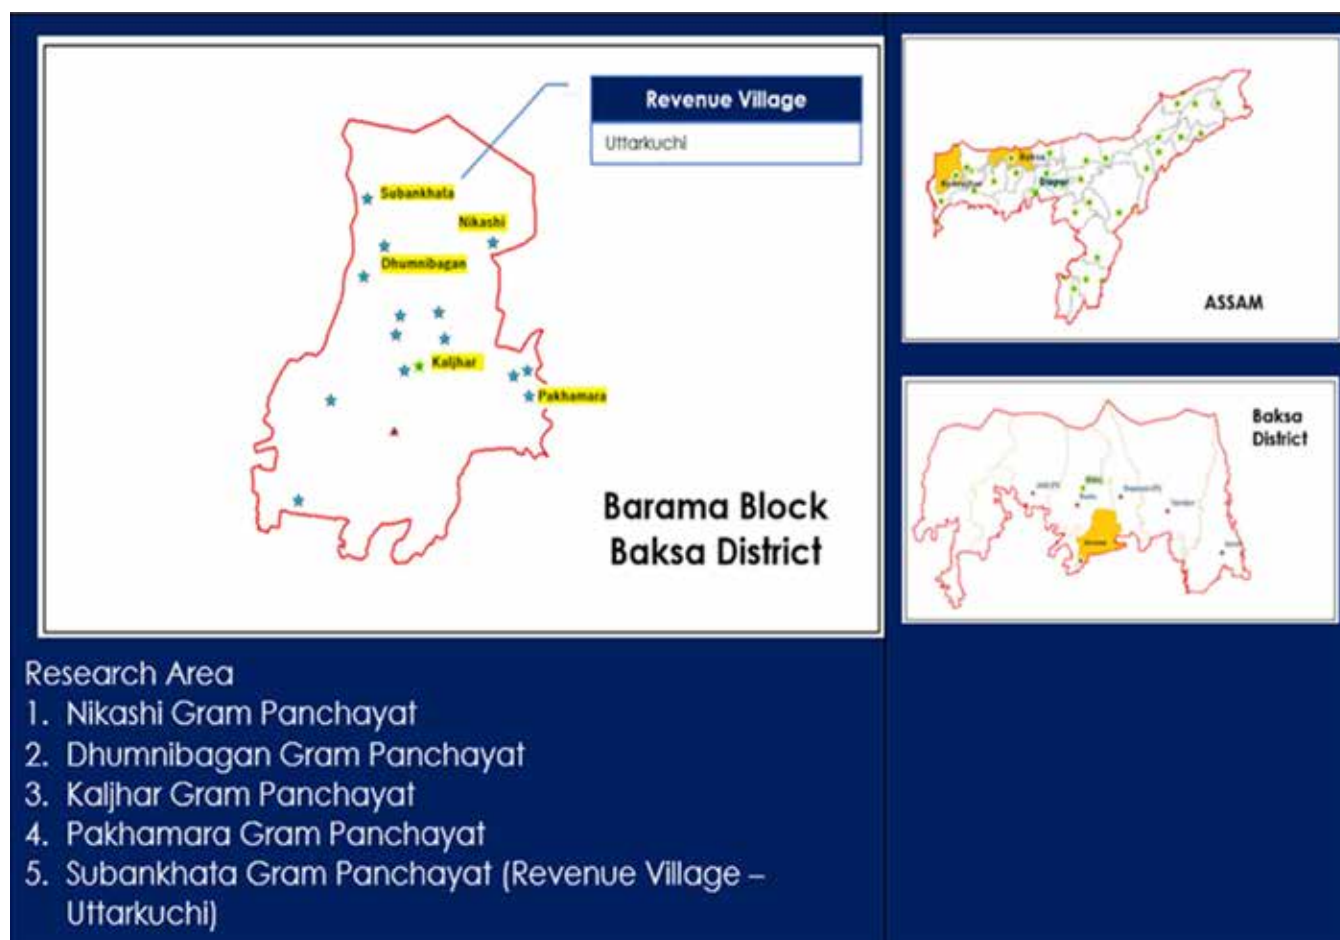 Revenue Village
Uttarkuchi
Subankhala
Nikashi
Dhumnibagan
Kaljhar
Pakhamara
Barama Block
Baksa District
ASSAM
Baksa
Baksa
District
Research Area
1. Nikashi Gram Panchayat
2. Dhumnibagan Gram Panchayat
3. Kaljhar Gram Panchayat
4. Pakhamara Gram Panchayat
5. Subankhata Gram Panchayat (Revenue Village –
Uttarkuchi)